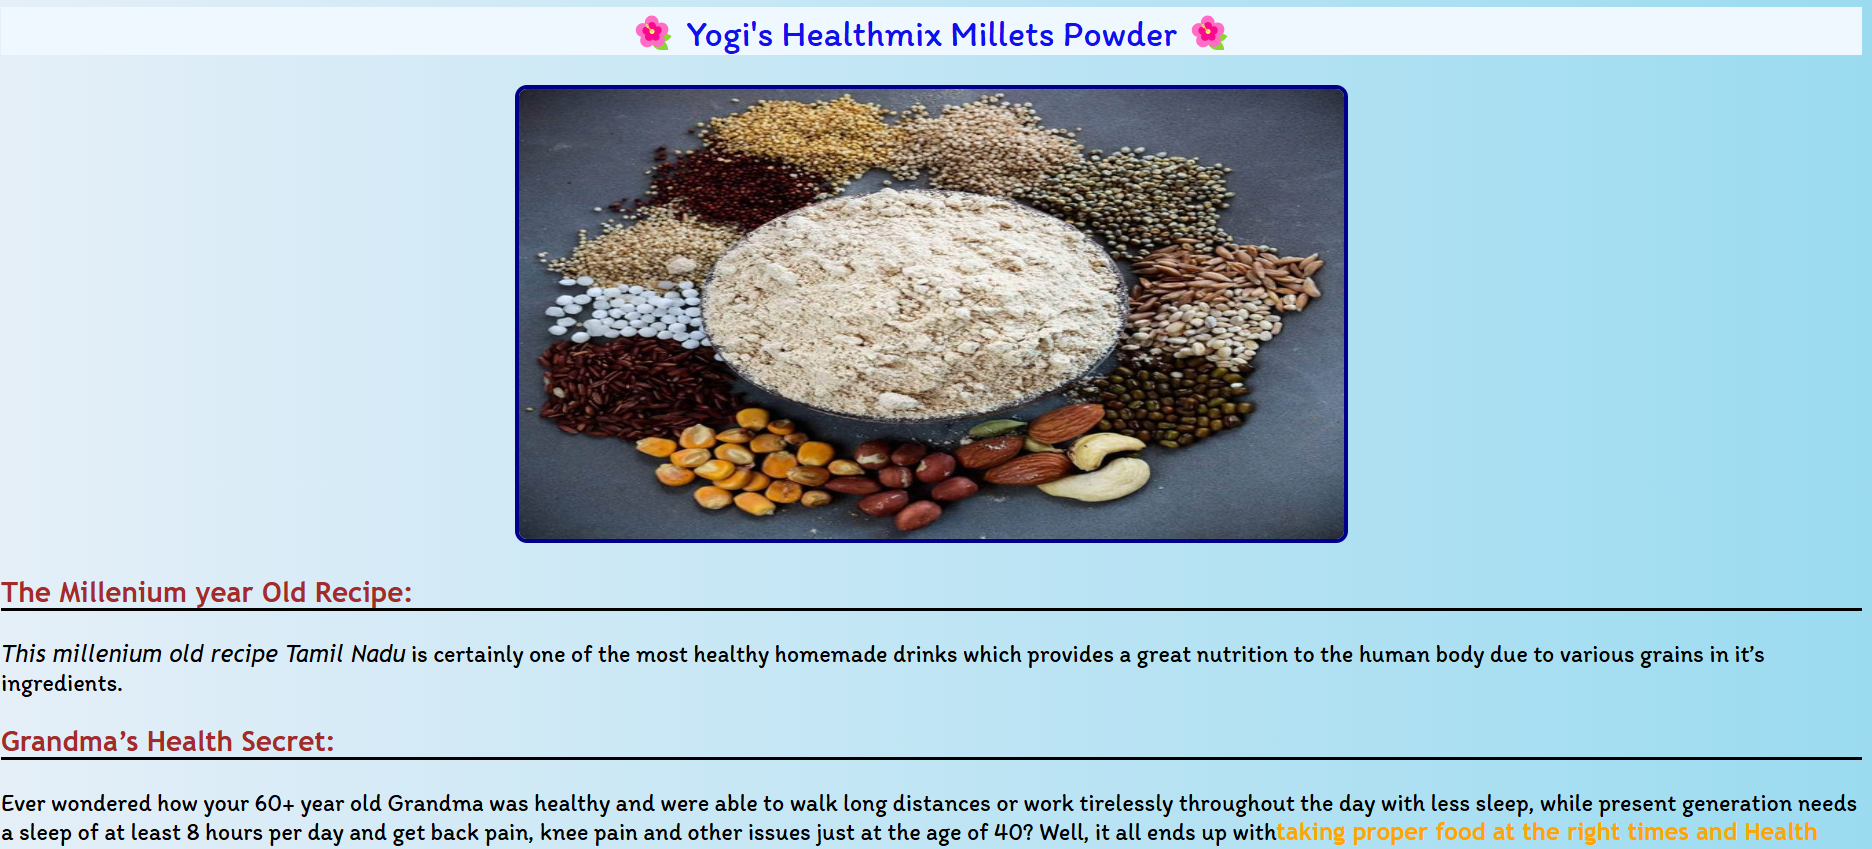 🌺 Yogi's Healthmix Millets Powder 🌺
The Millenium year Old Recipe:
This millenium old recipe Tamil Nadu is certainly one of the most healthy homemade drinks which provides a great nutrition to the human body due to various grains in it’s
ingredients.
Grandma’s Health Secret:
Ever wondered how your 60+ year old Grandma was healthy and were able to walk long distances or work tirelessly throughout the day with less sleep, while present generation needs
a sleep of at least 8 hours per day and get back pain, knee pain and other issues just at the age of 40? Well, it all ends up withtaking proper food at the right times and Health